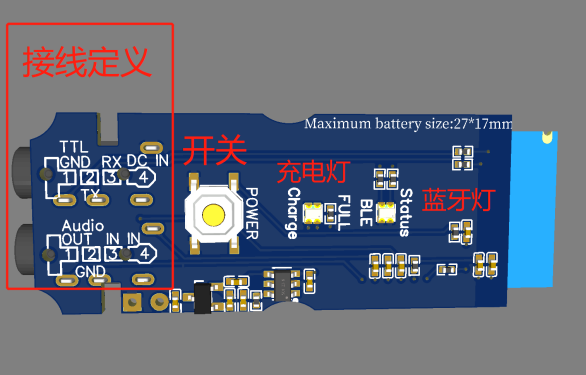 接线定义
Maximum battery size:27*17mm
开关
充电灯
蓝牙灯
TTL
GND RX DC IN
1 2 3 4
TX
POWER
Charge
FULL
BLE
Status
Audio
OUT IN IN
1 2 3 4
GND